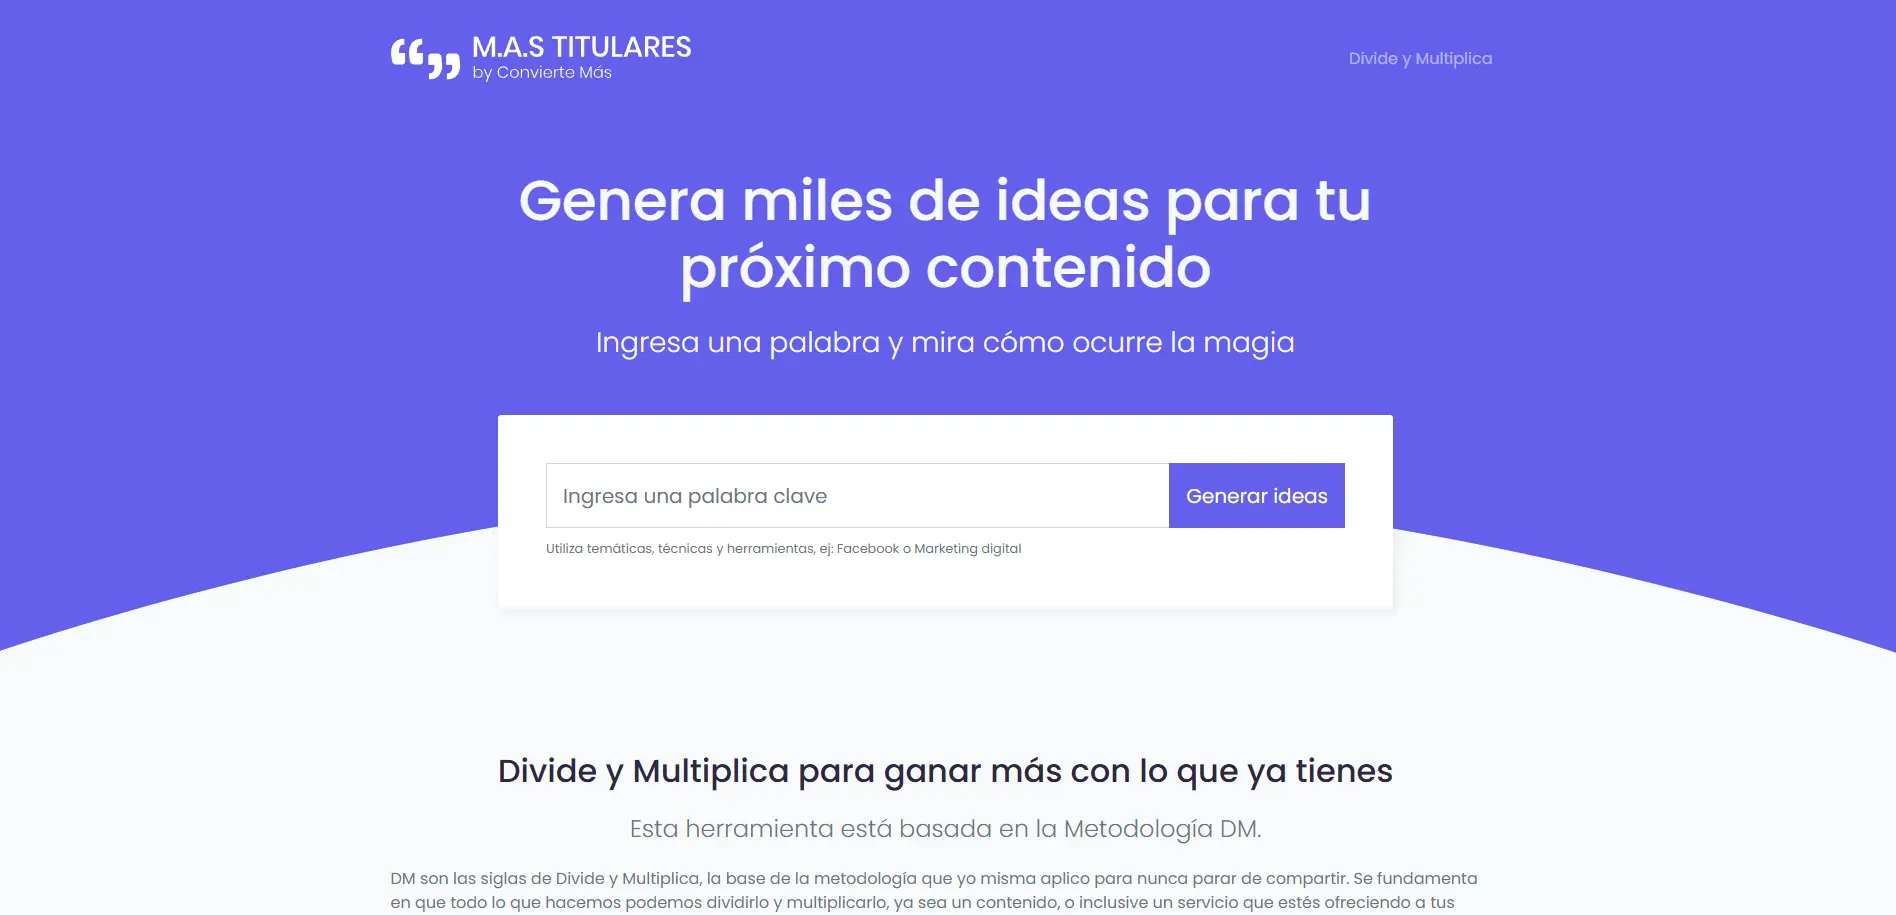 M.A.S TITULARES
by Convierte Más
Divide y Multiplica
Genera miles de ideas para tu
próximo contenido
Ingresa una palabra y mira cómo ocurre la magia
Ingresa una palabra clave
Generar ideas
Utiliza temáticas, técnicas y herramientas, ej: Facebook o Marketing digital
Divide y Multiplica para ganar más con lo que ya tienes
Esta herramienta está basada en la Metodología DM.
DM son las siglas de Divide y Multiplica, la base de la metodología que yo misma aplico para nunca parar de compartir. Se fundamenta
en que todo lo que hacemos podemos dividirlo y multiplicarlo, ya sea un contenido, o inclusive un servicio que estés ofreciendo a tus